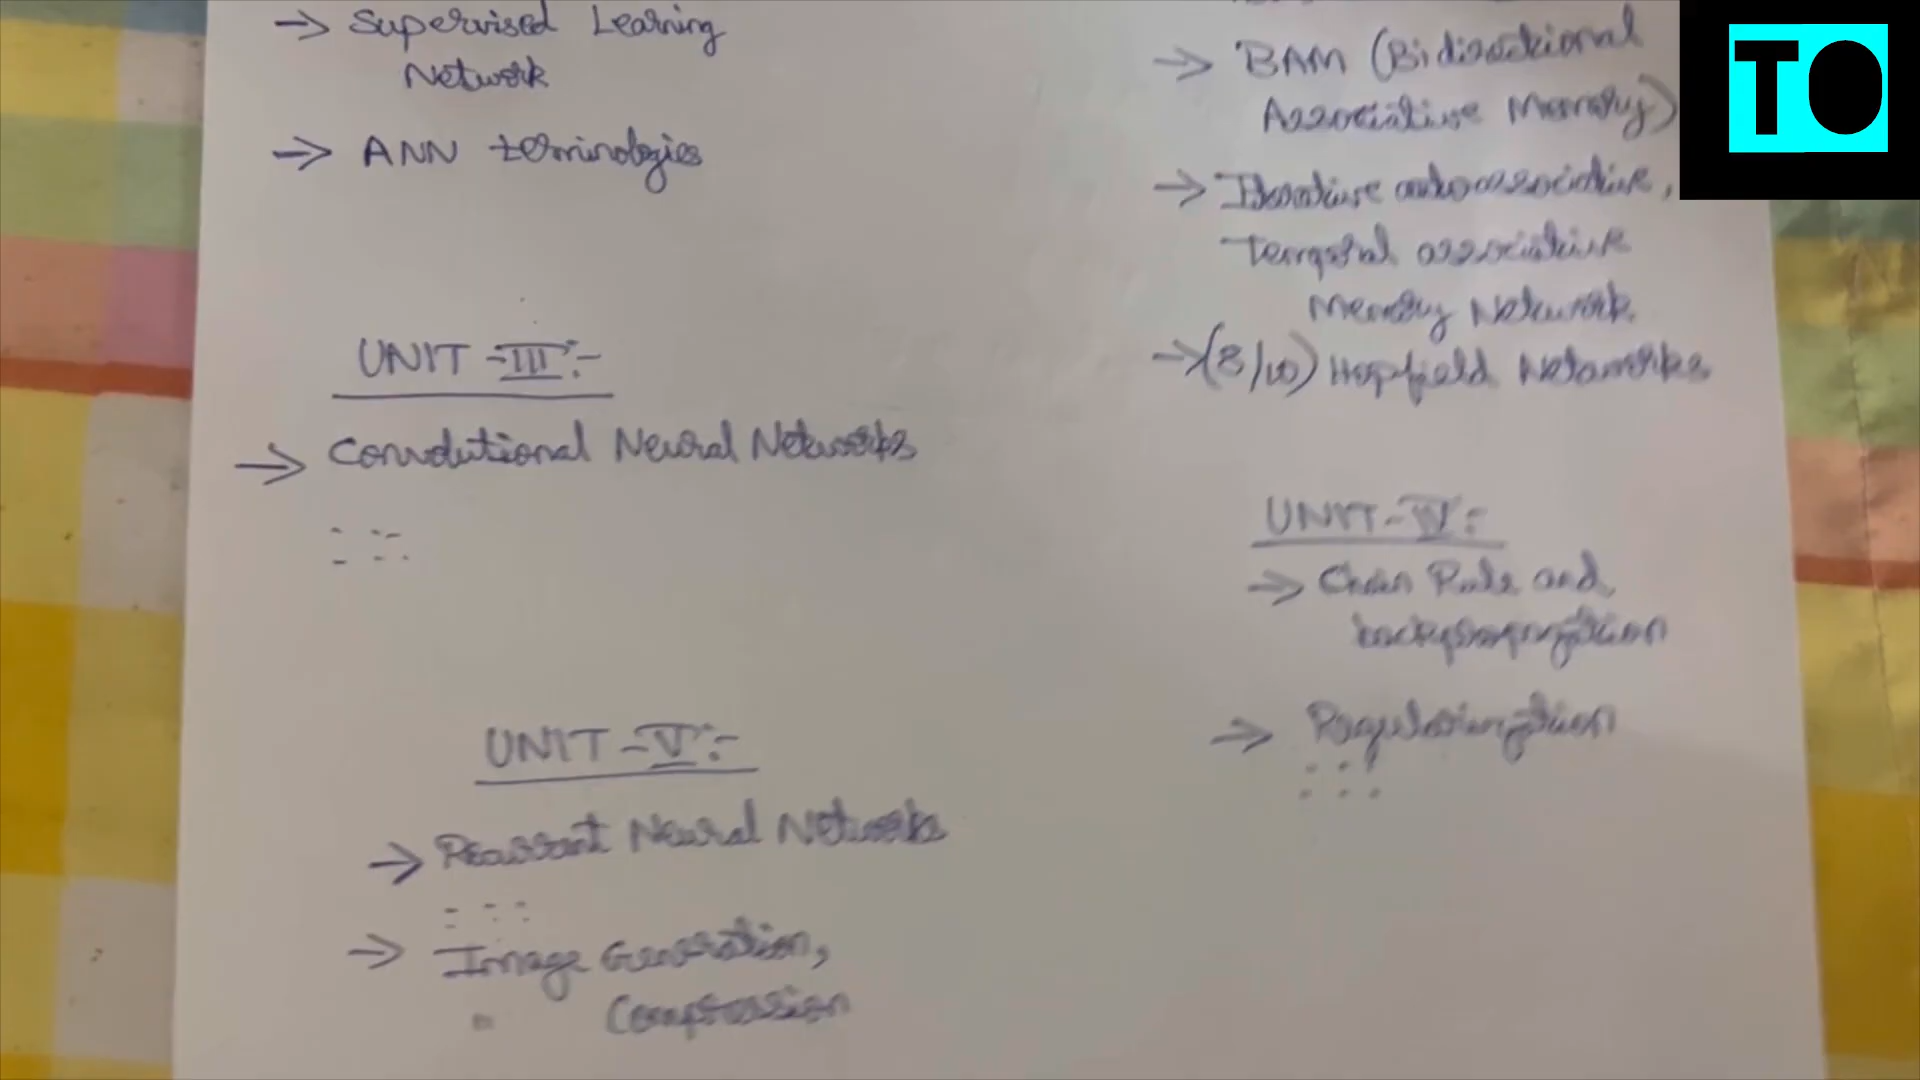 → Supervised Learning
Network
→ ANN terminologies
UNIT-III:-
→ Convolutional Neural Networks
UNIT-V:-
→ Recurrent Neural Networks
→ Image Generation,
Compression
→ BAM (Bidirectional
Associative Memory)
→ Iterative autoassociative,
Temporal associative
Memory Network.
→ (8/10) Hopfield Networks
UNIT-IV:-
→ Chain Rule and
backpropagation
→ Regularization
TO